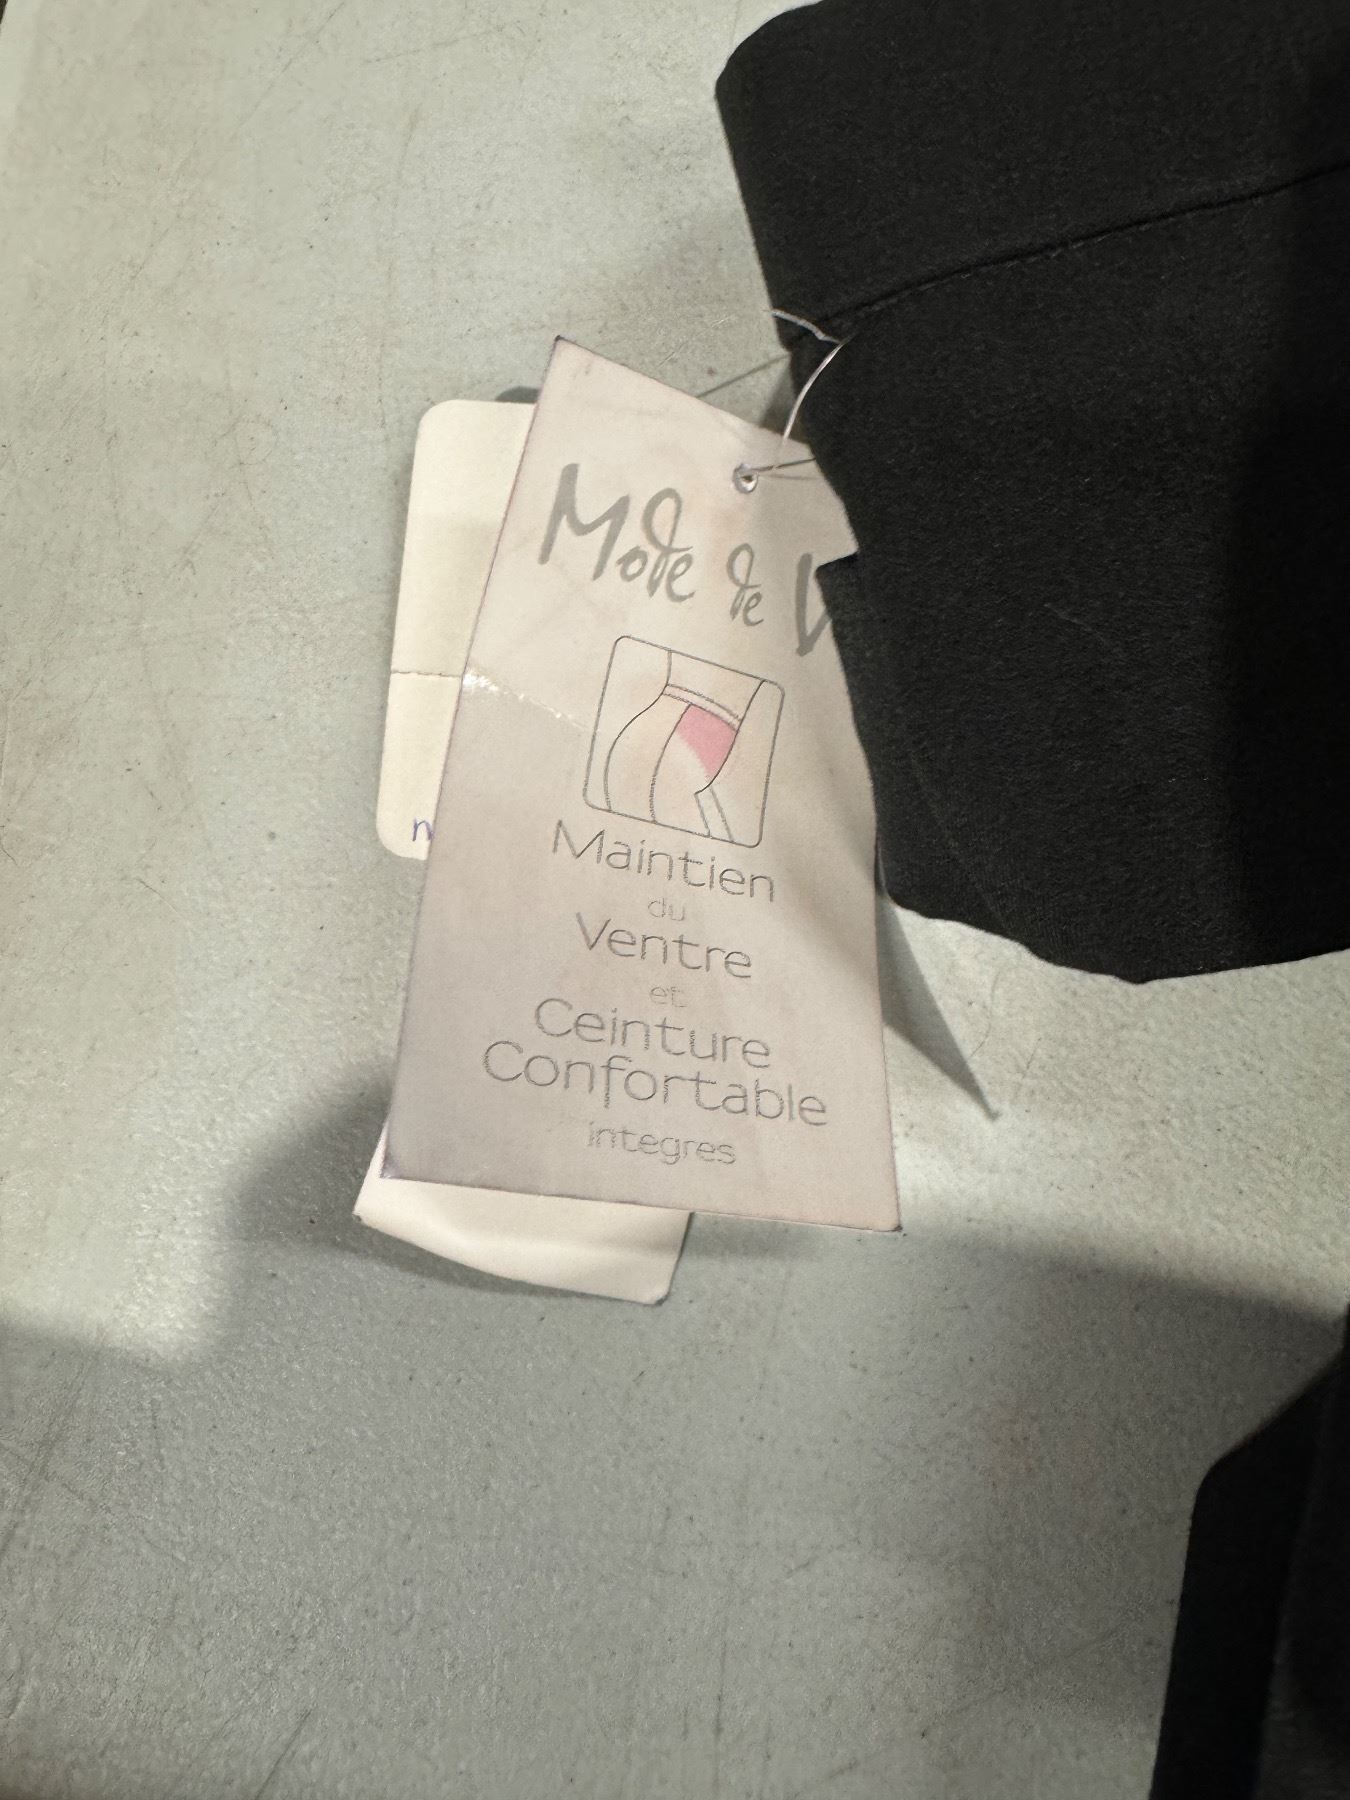 Mode de V
Maintien
du
Ventre
et
Ceinture
Confortable
integres